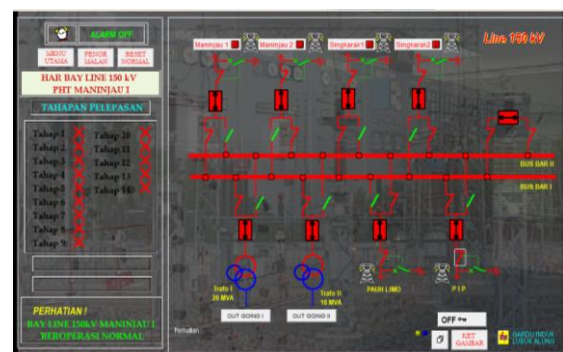 ALARM OFF
MENU UTAMA
PENOR MALAN
RESET NORMAL
HAR BAY LINE 150 kV
PHT MANINJAU I
TAHAPAN PELEPASAN
Tahap 1
Tahap 2
Tahap 3
Tahap 4
Tahap 5
Tahap 6
Tahap 7
Tahap 8
Tahap 9
Tahap 10
Tahap 11
Tahap 12
Tahap 13
Tahap 14
PERHATIAN !
BAY LINE 150kV MANINJAU I
BEROPERASI NORMAL
Maninjau 1
Maninjau 2
Singkarak1
Singkarak2
Line 150 kV
BUS BAR II
BUS BAR I
Trafo I
20 MVA
Trafo II
10 MVA
PAUH LIMO
P I P
OUT GOING I
OUT GOING II
Perhatian
OFF
KET
GAMBAR
GARDU INDUK
LUBUK ALUNG